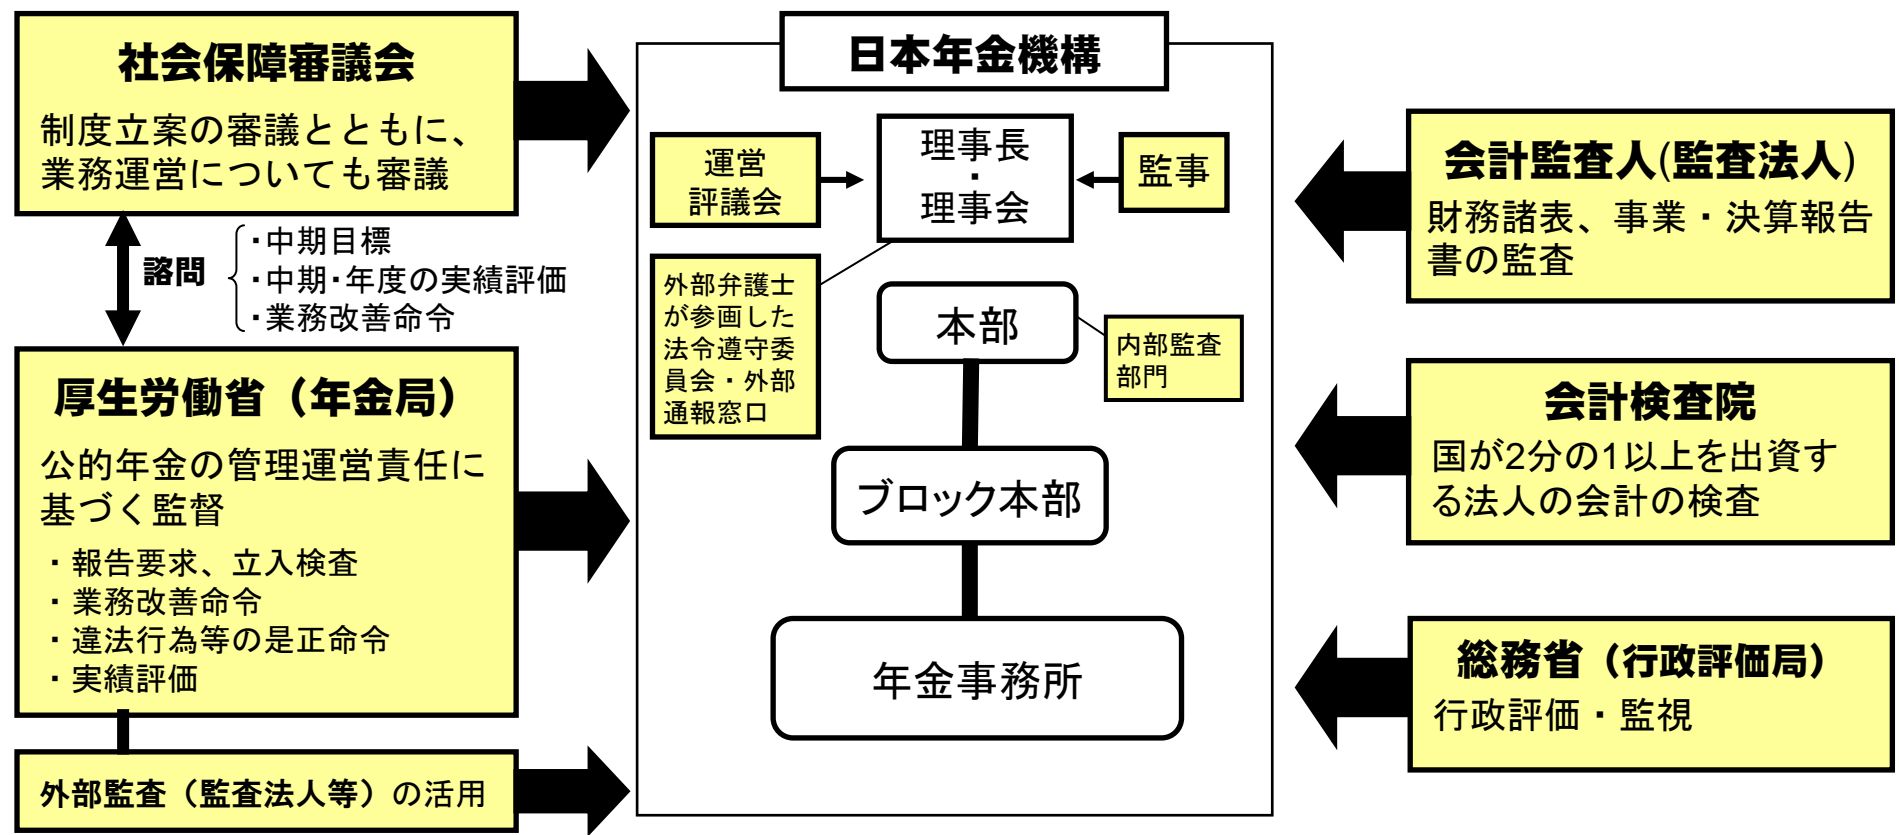 社会保障審議会
制度立案の審議とともに、
業務運営についても審議
諮問
・中期目標
・中期・年度の実績評価
・業務改善命令
厚生労働省（年金局）
公的年金の管理運営責任に
基づく監督
・報告要求、立入検査
・業務改善命令
・違法行為等の是正命令
・実績評価
外部監査（監査法人等）の活用
日本年金機構
運営
評議会
理事長
・
理事会
監事
外部弁護士
が参画した
法令遵守委
員会・外部
通報窓口
本部
内部監査
部門
ブロック本部
年金事務所
会計監査人(監査法人)
財務諸表、事業・決算報告
書の監査
会計検査院
国が2分の1以上を出資す
る法人の会計の検査
総務省（行政評価局）
行政評価・監視